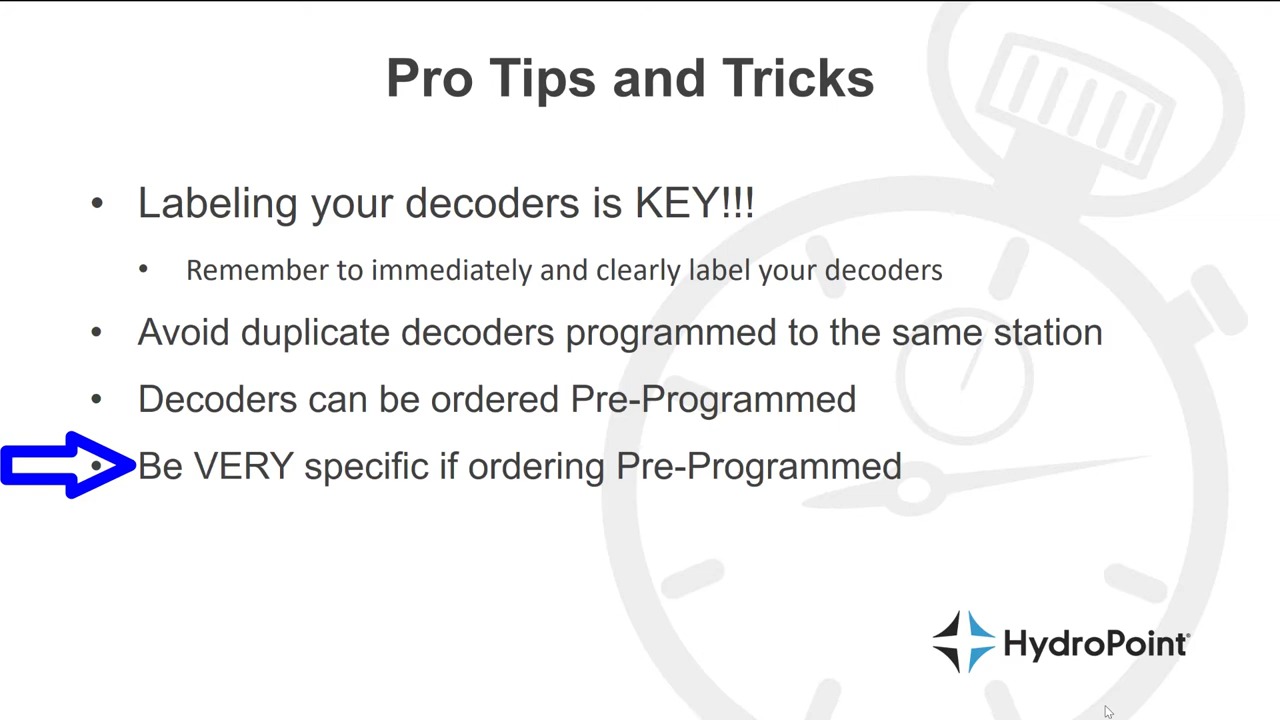 Pro Tips and Tricks
• Labeling your decoders is KEY!!!
• Remember to immediately and clearly label your decoders
• Avoid duplicate decoders programmed to the same station
• Decoders can be ordered Pre-Programmed
• Be VERY specific if ordering Pre-Programmed
HydroPoint®